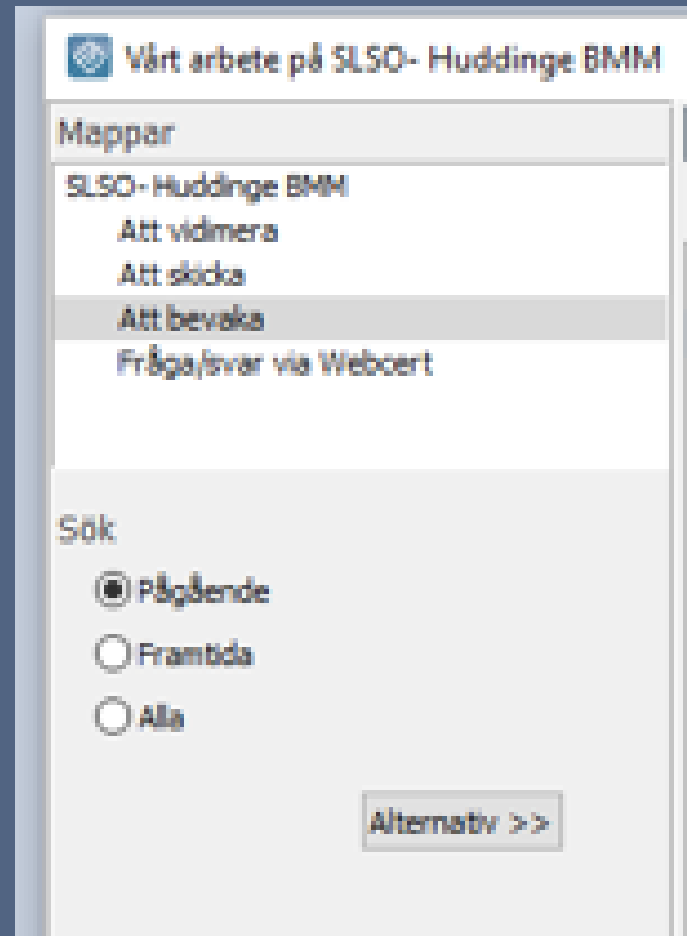 Vårt arbete på SLSO- Huddinge BMM
Mappar
SLSO- Huddinge BMM
Att vidimera
Att skicka
Att bevaka
Fråga/svar via Webcert
Sök
Pågående
Framtida
Alla
Alternativ >>